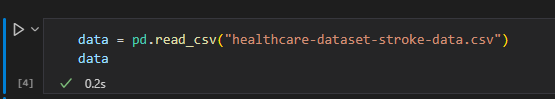 data = pd.read_csv("healthcare-dataset-stroke-data.csv")
data
[4]
0.2s